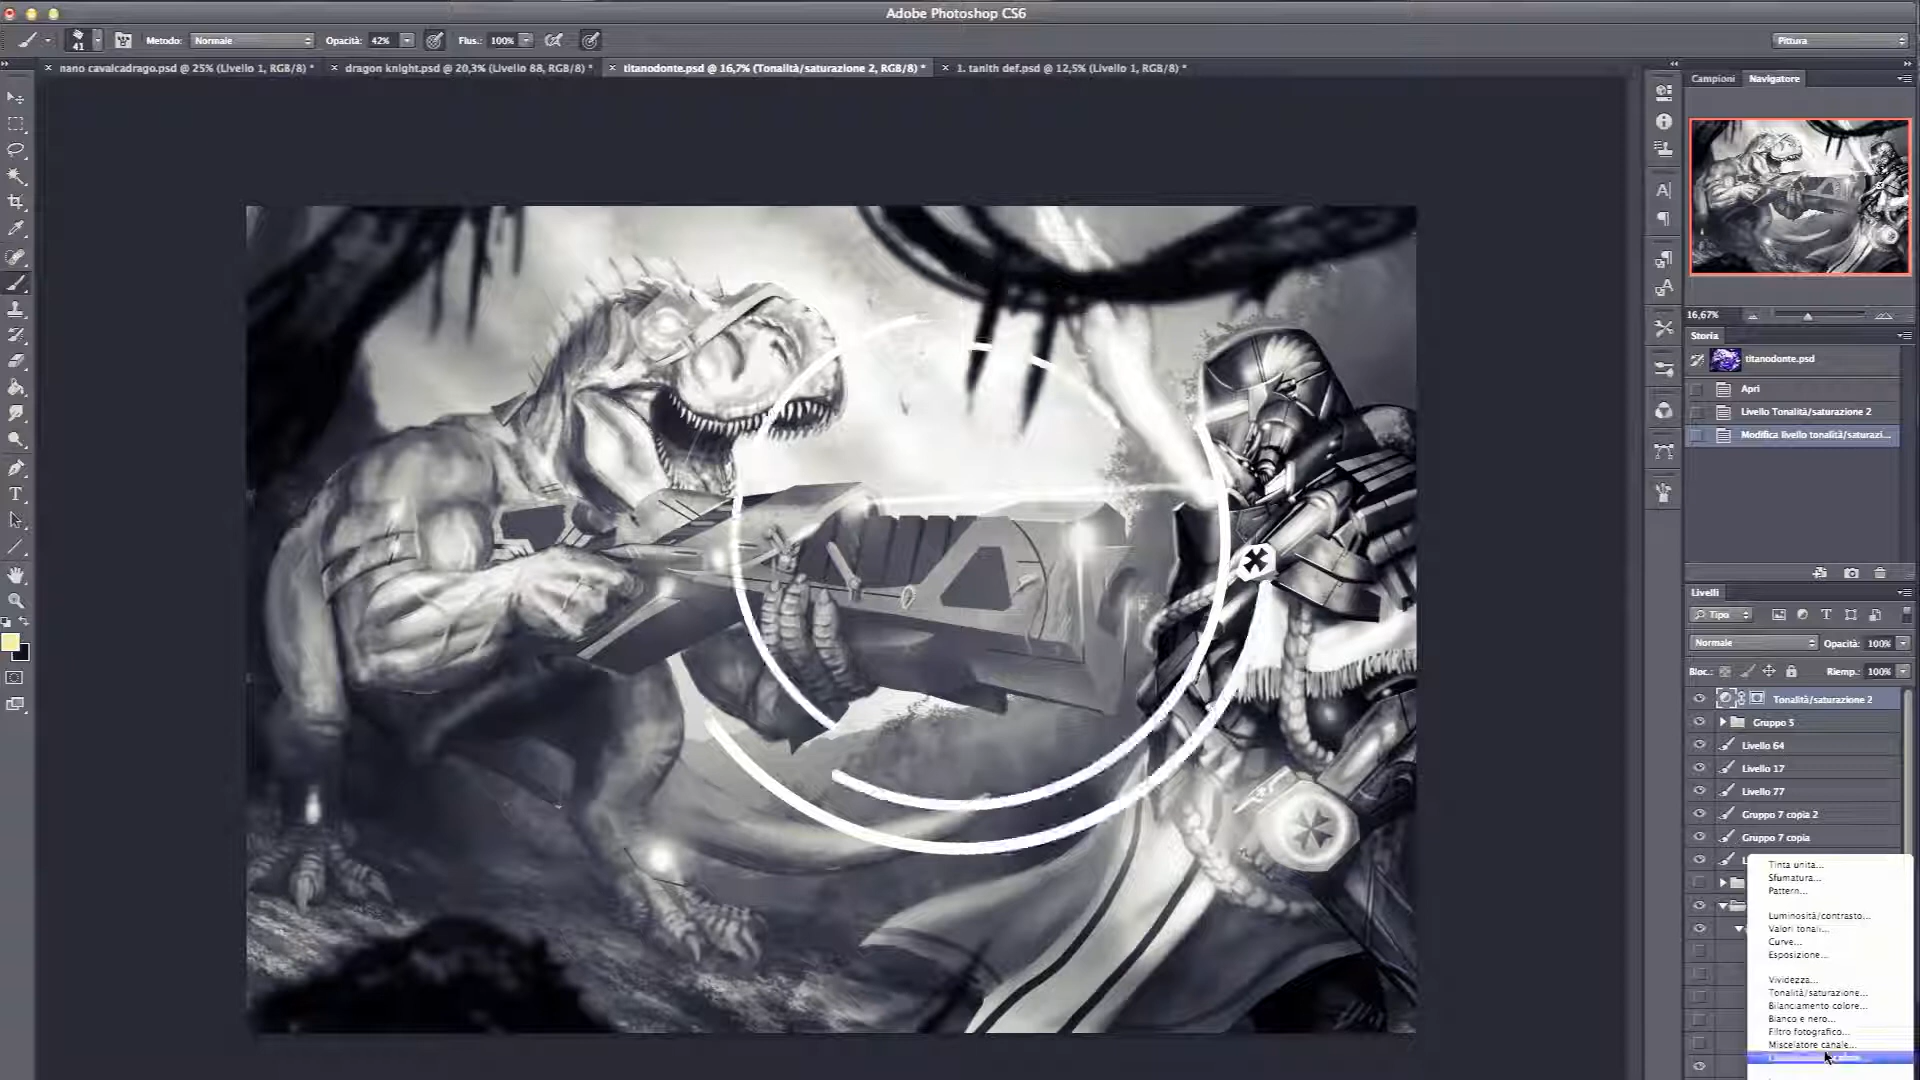 Adobe Photoshop CS6
41 Metodo: Normale Opacità: 42% Flus.: 100% Pittura
× nano cavalcadrago.psd @ 25% (Livello 1, RGB/8) * × dragon knight.psd @ 20,3% (Livello 88, RGB/8) * × titanodonte.psd @ 16,7% (Tonalità/saturazione 2, RGB/8) * × 1. tanith def.psd @ 12,5% (Livello 1, RGB/8) *
Campioni Navigatore
16,67%
Storia
titanodonte.psd
Apri
Livello Tonalità/saturazione 2
Modifica livello tonalità/saturazi...
Livelli
Tipo
Normale Opacità: 100%
Bloc.: Riemp.: 100%
Tonalità/saturazione 2
Gruppo 5
Livello 64
Livello 17
Livello 77
Gruppo 7 copia 2
Gruppo 7 copia
Tinta unita...
Sfumatura...
Pattern...
Luminosità/contrasto...
Valori tonali...
Curve...
Esposizione...
Vividezza...
Tonalità/saturazione...
Bilanciamento colore...
Bianco e nero...
Filtro fotografico...
Miscelatore canale...